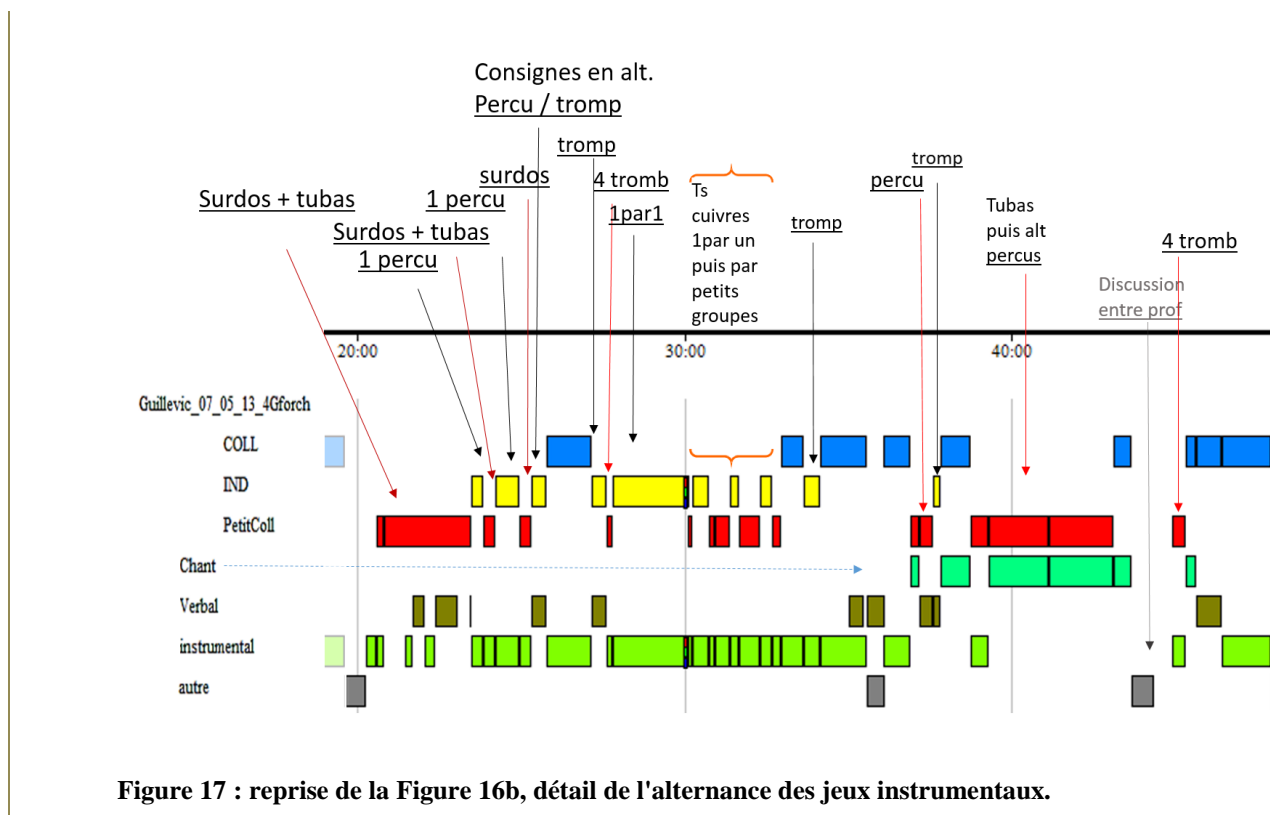 Consignes en alt.
Percu / tromp
tromp
tromp
surdos
4 tromb
percu
Surdos + tubas
1 percu
1par1
Ts
cuivres
1par un
puis par
petits
groupes
tromp
Tubas
puis alt
percus
4 tromb
Surdos + tubas
1 percu
Discussion
entre prof
20:00
30:00
40:00
Guillevic_07_05_13_4Gforch
COLL
IND
PetitColl
Chant
Verbal
instrumental
autre
Figure 17 : reprise de la Figure 16b, détail de l'alternance des jeux instrumentaux.